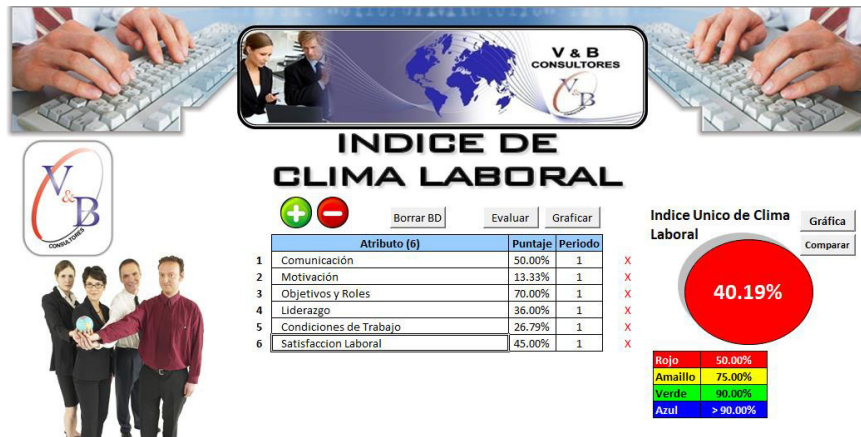 V & B
CONSULTORES
V
B
INDICE DE
CLIMA LABORAL
V
&
B
CONSULTORES
Borrar BD
Evaluar
Graficar
Atributo (6) Puntaje Periodo
1 Comunicación 50.00% 1 X
2 Motivación 13.33% 1 X
3 Objetivos y Roles 70.00% 1 X
4 Liderazgo 36.00% 1 X
5 Condiciones de Trabajo 26.79% 1 X
6 Satisfaccion Laboral 45.00% 1 X
Indice Unico de Clima
Laboral
Gráfica
Comparar
40.19%
Rojo 50.00%
Amaillo 75.00%
Verde 90.00%
Azul > 90.00%